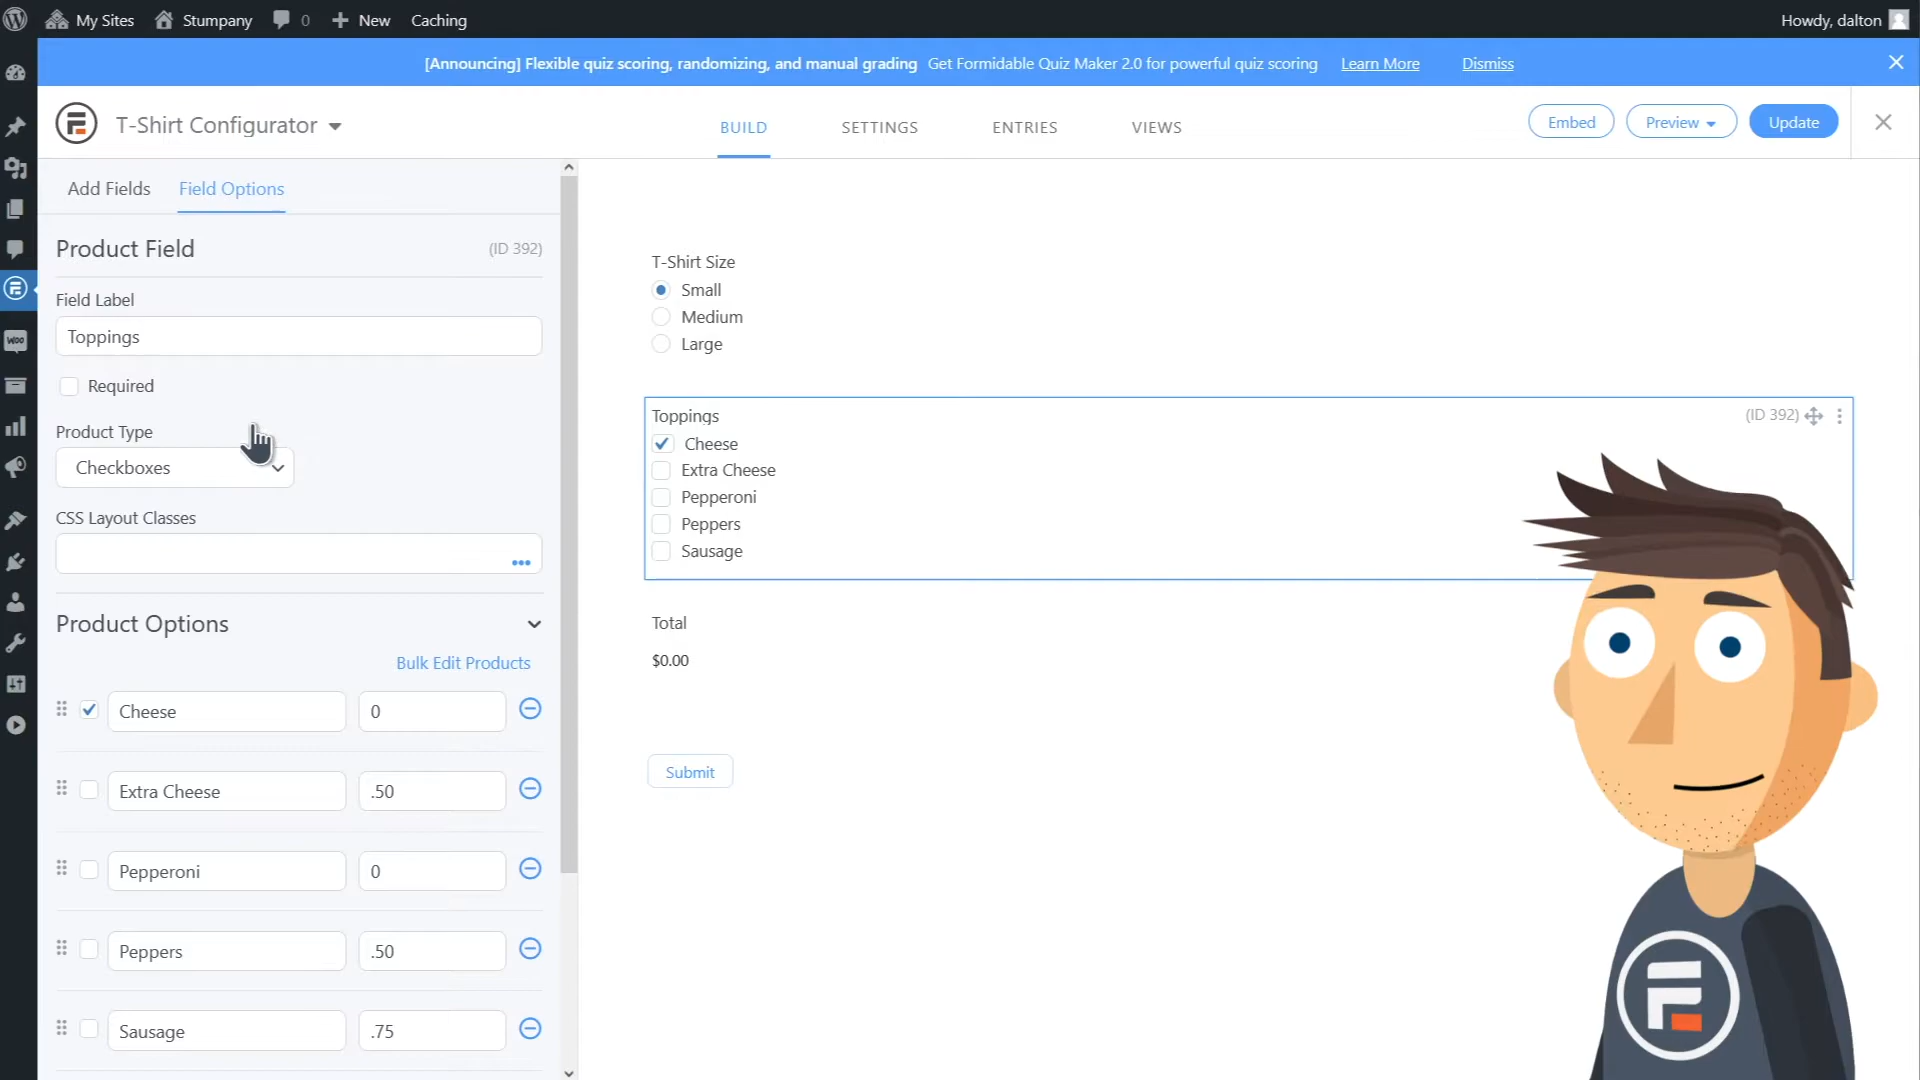 My Sites Stumpany 0 New Caching Howdy, dalton
[Announcing] Flexible quiz scoring, randomizing, and manual grading Get Formidable Quiz Maker 2.0 for powerful quiz scoring Learn More Dismiss
T-Shirt Configurator BUILD SETTINGS ENTRIES VIEWS Embed Preview Update
Add Fields Field Options
Product Field (ID 392)
Field Label
Toppings
Required
Product Type
Checkboxes
CSS Layout Classes
Product Options
Bulk Edit Products
Cheese 0
Extra Cheese .50
Pepperoni 0
Peppers .50
Sausage .75
T-Shirt Size
Small
Medium
Large
Toppings (ID 392)
Cheese
Extra Cheese
Pepperoni
Peppers
Sausage
Total
$0.00
Submit
woo